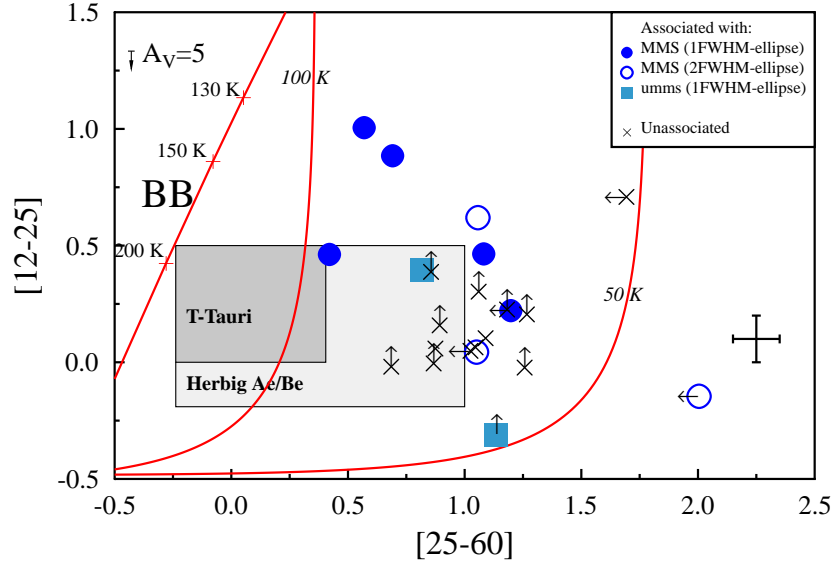 1.5
1.0
0.5
0.0
-0.5
[12-25]
A_V=5
130 K
150 K
BB
200 K
100 K
50 K
T-Tauri
Herbig Ae/Be
Associated with:
MMS (1FWHM-ellipse)
MMS (2FWHM-ellipse)
umms (1FWHM-ellipse)
Unassociated
-0.5 0.0 0.5 1.0 1.5 2.0 2.5
[25-60]